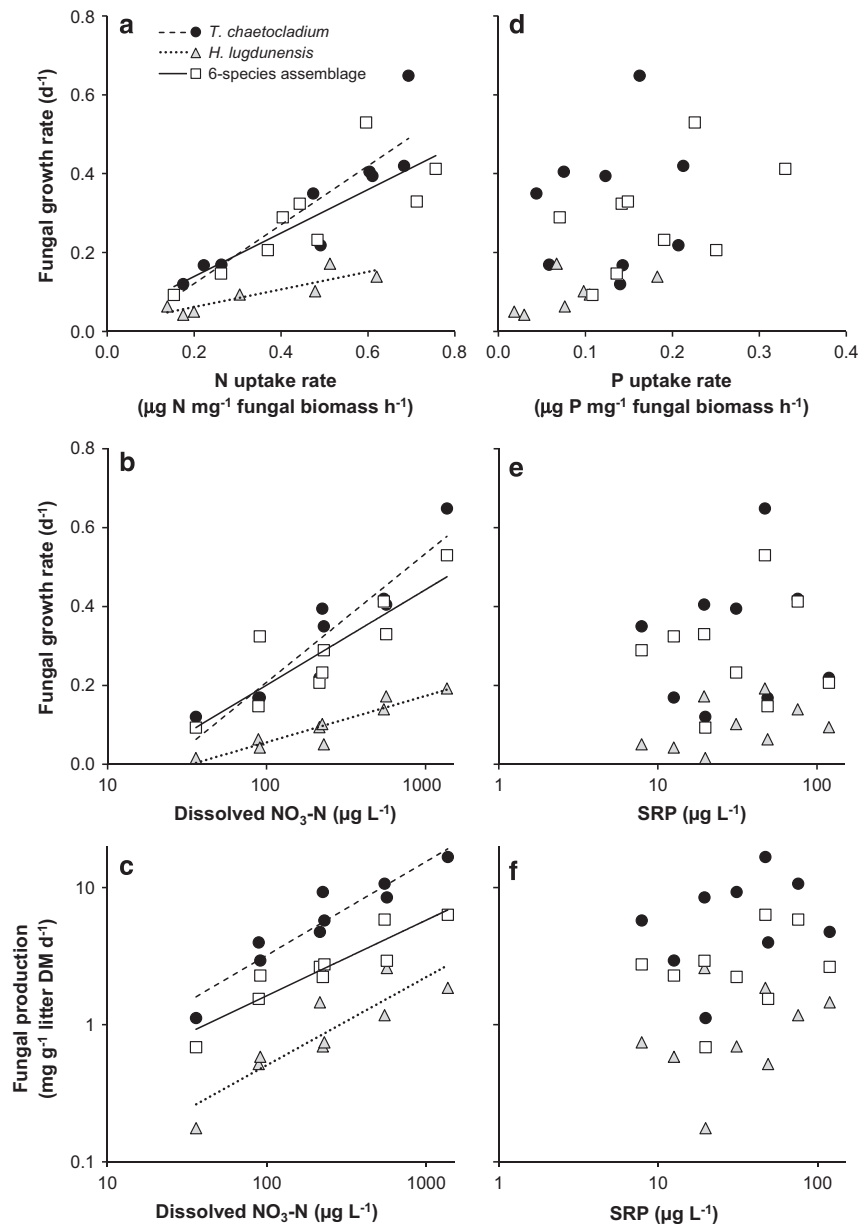 a
T. chaetocladium
H. lugdunensis
6-species assemblage
Fungal growth rate (d⁻¹)
0.8
0.6
0.4
0.2
0.0
0.0 0.2 0.4 0.6 0.8
N uptake rate
(µg N mg⁻¹ fungal biomass h⁻¹)
d
0.0 0.1 0.2 0.3 0.4
P uptake rate
(µg P mg⁻¹ fungal biomass h⁻¹)
b
Fungal growth rate (d⁻¹)
0.8
0.6
0.4
0.2
0.0
10 100 1000
Dissolved NO₃-N (µg L⁻¹)
e
1 10 100
SRP (µg L⁻¹)
c
Fungal production
(mg g⁻¹ litter DM d⁻¹)
10
1
0.1
10 100 1000
Dissolved NO₃-N (µg L⁻¹)
f
1 10 100
SRP (µg L⁻¹)